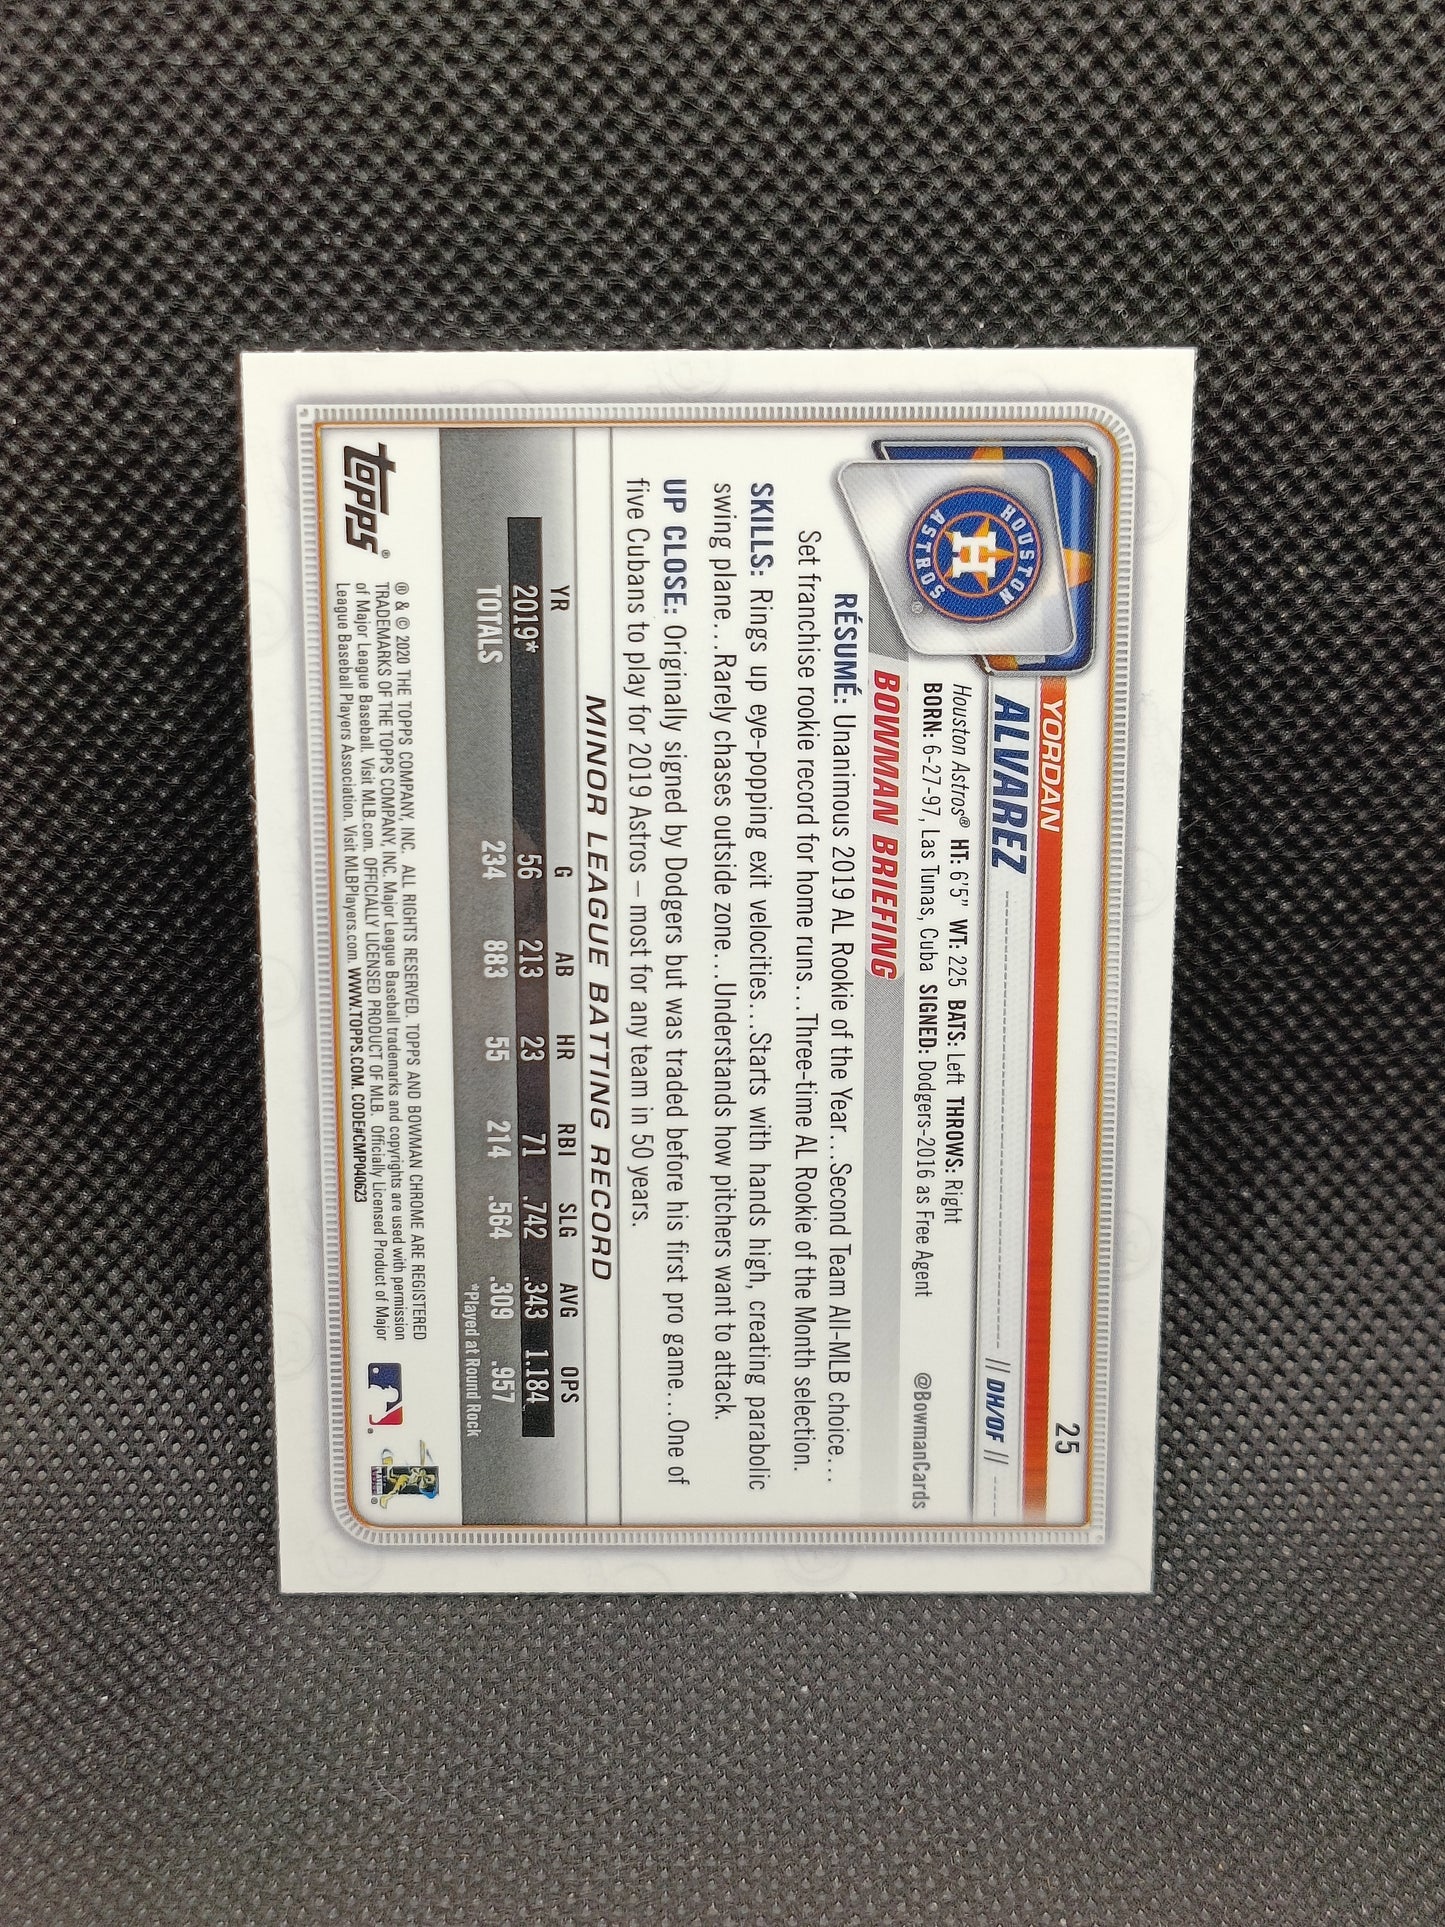 25
YORDAN
ALVAREZ
// DH/OF //
HOUSTON
H
ASTROS
®
Houston Astros® HT: 6'5" WT: 225 BATS: Left THROWS: Right
BORN: 6-27-97, Las Tunas, Cuba SIGNED: Dodgers-2016 as Free Agent
@BowmanCards
BOWMAN BRIEFING
RÉSUMÉ: Unanimous 2019 AL Rookie of the Year…Second Team All-MLB choice…
Set franchise rookie record for home runs…Three-time AL Rookie of the Month selection.
SKILLS: Rings up eye-popping exit velocities…Starts with hands high, creating parabolic
swing plane…Rarely chases outside zone…Understands how pitchers want to attack.
UP CLOSE: Originally signed by Dodgers but was traded before his first pro game…One of
five Cubans to play for 2019 Astros – most for any team in 50 years.
MINOR LEAGUE BATTING RECORD
YR G AB HR RBI SLG AVG OPS
2019* 56 213 23 71 .742 .343 1.184
TOTALS 234 883 55 214 .564 .309 .957
*Played at Round Rock
Topps®
® & © 2020 THE TOPPS COMPANY, INC. ALL RIGHTS RESERVED. TOPPS AND BOWMAN CHROME ARE REGISTERED
TRADEMARKS OF THE TOPPS COMPANY, INC. Major League Baseball trademarks and copyrights are used with permission
of Major League Baseball. Visit MLB.com. OFFICIALLY LICENSED PRODUCT OF MLB. Officially Licensed Product of Major
League Baseball Players Association. Visit MLBPlayers.com. WWW.TOPPS.COM. CODE#CMP040623